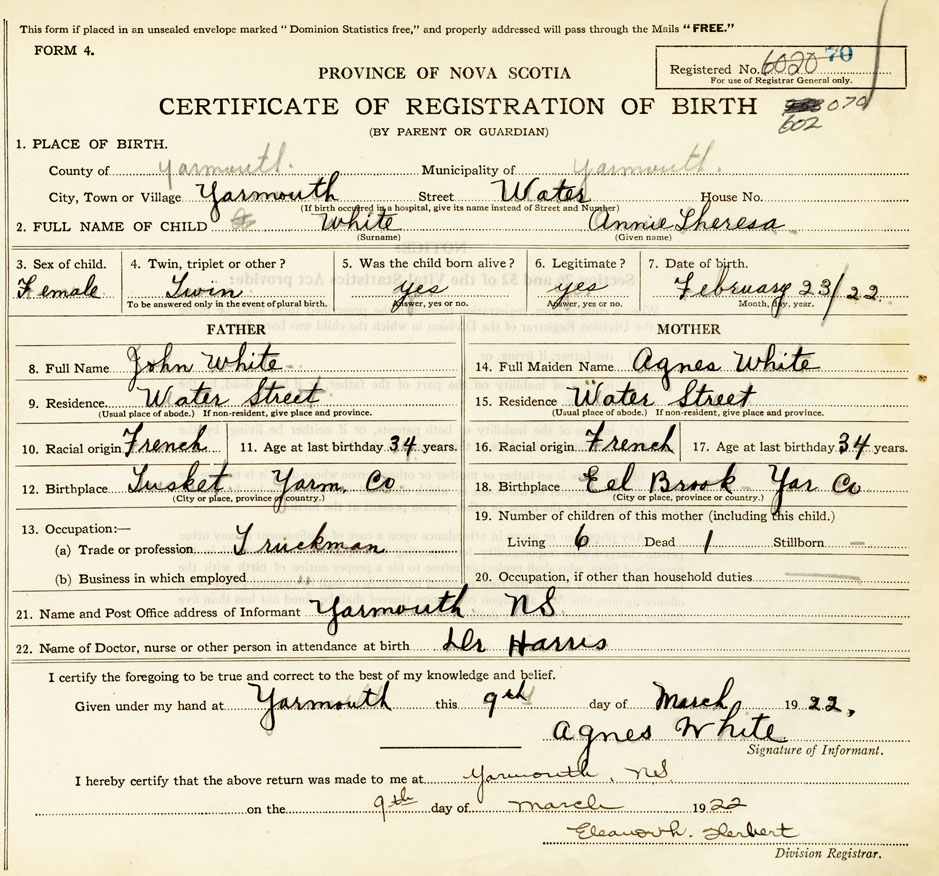 This form if placed in an unsealed envelope marked "Dominion Statistics free," and properly addressed will pass through the Mails "FREE."
FORM 4.
Registered No. 6020 70
For use of Registrar General only.
PROVINCE OF NOVA SCOTIA
CERTIFICATE OF REGISTRATION OF BIRTH 070
602
(BY PARENT OR GUARDIAN)
1. PLACE OF BIRTH.
County of Yarmouth. Municipality of Yarmouth.
City, Town or Village Yarmouth Street Water House No.
(If birth occurred in a hospital, give its name instead of Street and Number)
2. FULL NAME OF CHILD White Annie Theresa
(Surname) (Given name)
3. Sex of child. 4. Twin, triplet or other? 5. Was the child born alive? 6. Legitimate? 7. Date of birth.
Female Twin yes yes February 23/22
To be answered only in the event of plural birth. Answer, yes or no. Answer, yes or no. Month, day, year.
FATHER MOTHER
8. Full Name John White 14. Full Maiden Name Agnes White
9. Residence Water Street 15. Residence Water Street
(Usual place of abode.) If non-resident, give place and province. (Usual place of abode.) If non-resident, give place and province.
10. Racial origin French 11. Age at last birthday 34 years. 16. Racial origin French 17. Age at last birthday 34 years.
12. Birthplace Tusket Yarm. Co 18. Birthplace Eel Brook Yar Co
(City or place, province or country.) (City or place, province or country.)
13. Occupation:— 19. Number of children of this mother (including this child.)
(a) Trade or profession Truckman Living 6 Dead 1 Stillborn —
(b) Business in which employed " 20. Occupation, if other than household duties —
21. Name and Post Office address of Informant Yarmouth NS
22. Name of Doctor, nurse or other person in attendance at birth Dr Harris
I certify the foregoing to be true and correct to the best of my knowledge and belief.
Given under my hand at Yarmouth this 9th day of March 1922,
Agnes White
Signature of Informant.
I hereby certify that the above return was made to me at Yarmouth, NS
on the 9th day of March 1922
Eleanor h. Herbert
Division Registrar.